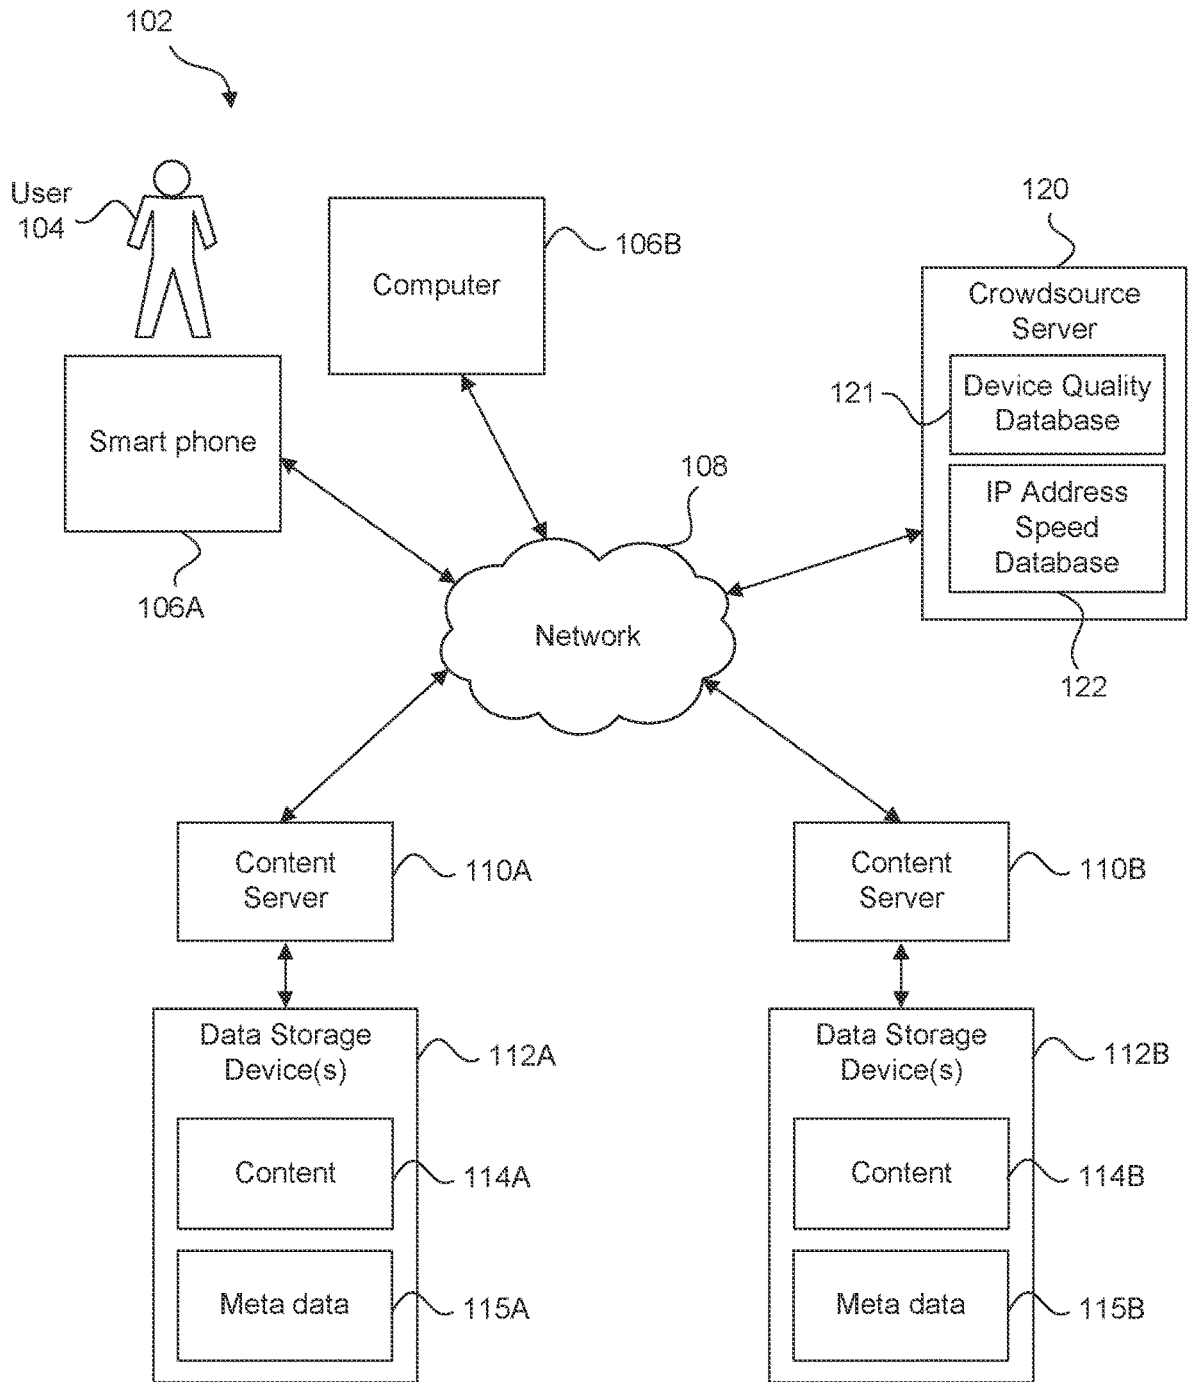 102
User
104
Computer
106B
120
Crowdsource
Server
121
Device Quality
Database
IP Address
Speed
Database
122
Smart phone
106A
108
Network
Content
Server
110A
Content
Server
110B
Data Storage
Device(s)
112A
Content
114A
Meta data
115A
Data Storage
Device(s)
112B
Content
114B
Meta data
115B